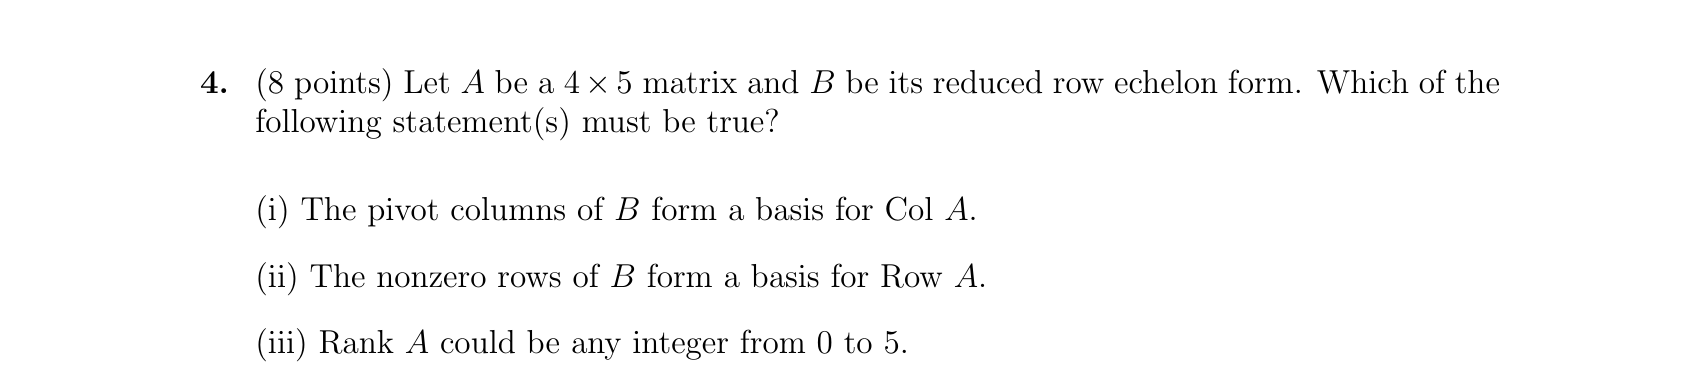 4. (8 points) Let A be a 4 × 5 matrix and B be its reduced row echelon form. Which of the
following statement(s) must be true?
(i) The pivot columns of B form a basis for Col A.
(ii) The nonzero rows of B form a basis for Row A.
(iii) Rank A could be any integer from 0 to 5.